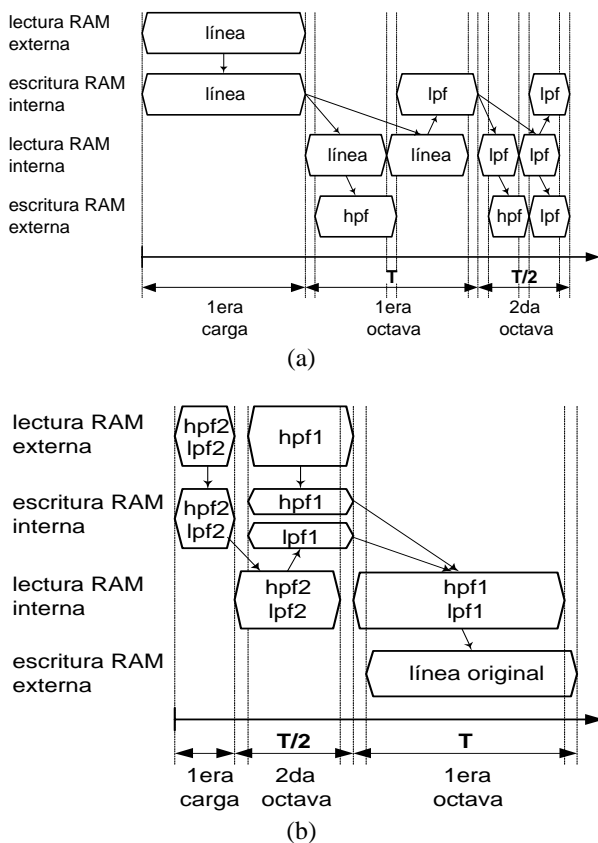 lectura RAM
externa
línea
escritura RAM
interna
línea
lpf
lpf
lectura RAM
interna
línea
línea
lpf
lpf
escritura RAM
externa
hpf
hpf
lpf
T
T/2
1era
carga
1era
octava
2da
octava
(a)
lectura RAM
externa
hpf2
lpf2
hpf1
escritura RAM
interna
hpf2
lpf2
hpf1
lpf1
lectura RAM
interna
hpf2
lpf2
hpf1
lpf1
escritura RAM
externa
línea original
T/2
T
1era
carga
2da
octava
1era
octava
(b)